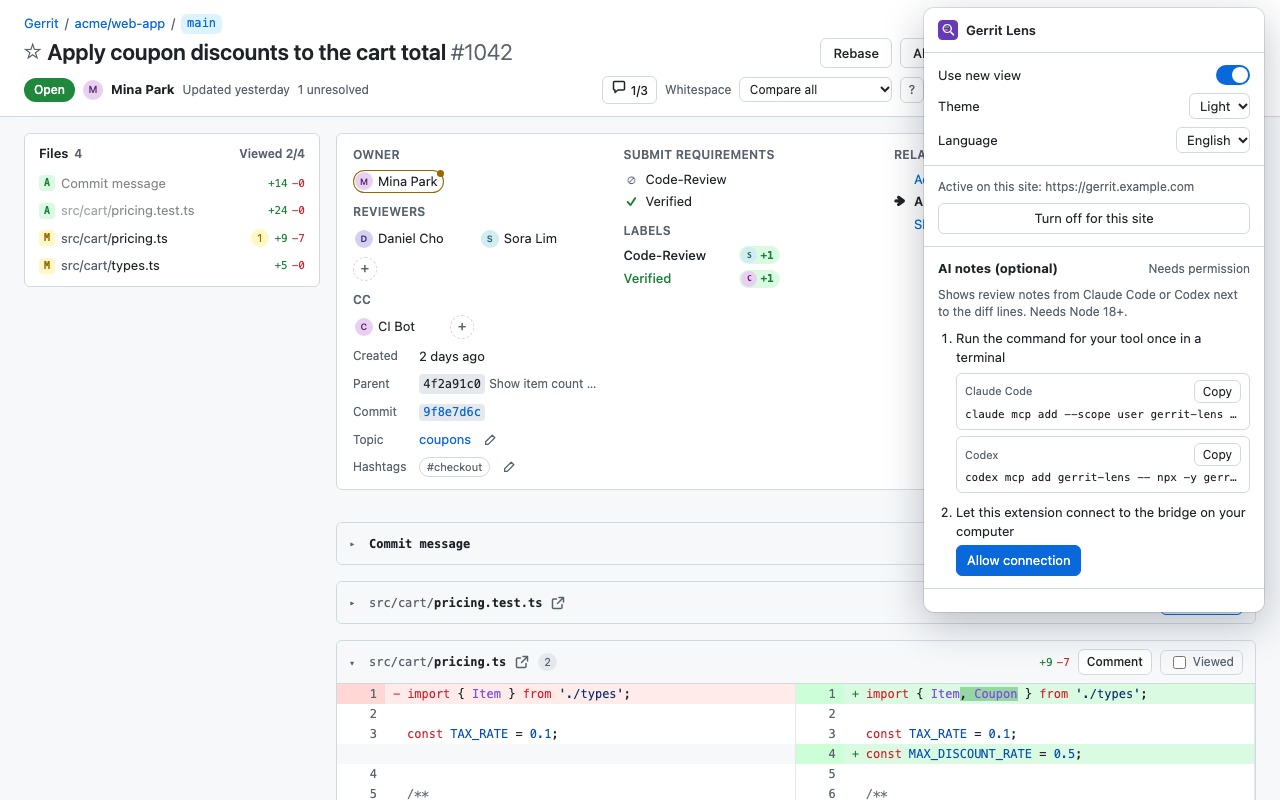 Gerrit / acme/web-app / main
☆ Apply coupon discounts to the cart total #1042
Rebase
Open M Mina Park Updated yesterday 1 unresolved
1/3 Whitespace Compare all ?
Files 4 Viewed 2/4
A Commit message +14 −0
A src/cart/pricing.test.ts +24 −0
M src/cart/pricing.ts 1 +9 −7
M src/cart/types.ts +5 −0
OWNER
M Mina Park
REVIEWERS
D Daniel Cho S Sora Lim
+
CC
C CI Bot +
Created 2 days ago
Parent 4f2a91c0 Show item count ...
Commit 9f8e7d6c
Topic coupons
Hashtags #checkout
SUBMIT REQUIREMENTS
Code-Review
Verified
LABELS
Code-Review S +1
Verified C +1
RELA
Gerrit Lens
Use new view
Theme Light
Language English
Active on this site: https://gerrit.example.com
Turn off for this site
AI notes (optional) Needs permission
Shows review notes from Claude Code or Codex next
to the diff lines. Needs Node 18+.
1. Run the command for your tool once in a
terminal
Claude Code Copy
claude mcp add --scope user gerrit-lens …
Codex Copy
codex mcp add gerrit-lens -- npx -y gerr…
2. Let this extension connect to the bridge on your
computer
Allow connection
Commit message
src/cart/pricing.test.ts
src/cart/pricing.ts 2 +9 −7 Comment Viewed
1 − import { Item } from './types';
2
3 const TAX_RATE = 0.1;
4
5 /**
1 + import { Item, Coupon } from './types';
2
3 const TAX_RATE = 0.1;
4 + const MAX_DISCOUNT_RATE = 0.5;
5
6 /**